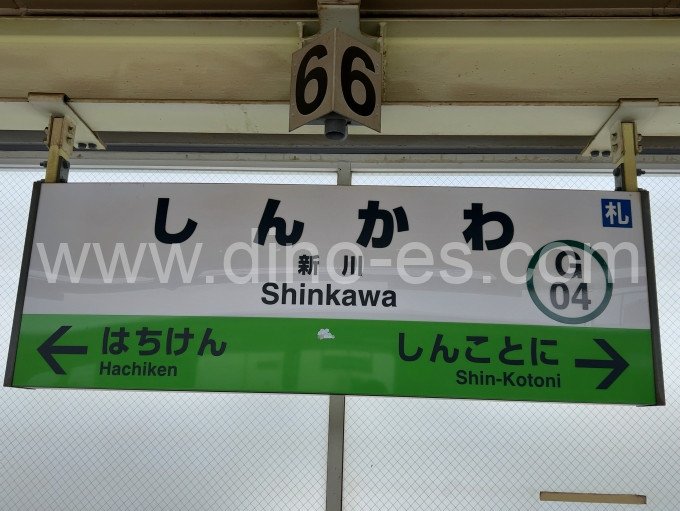 66
しんかわ
札
新川
Shinkawa
G
04
www.dino-es.com
はちけん
Hachiken
しんことに
Shin-Kotoni